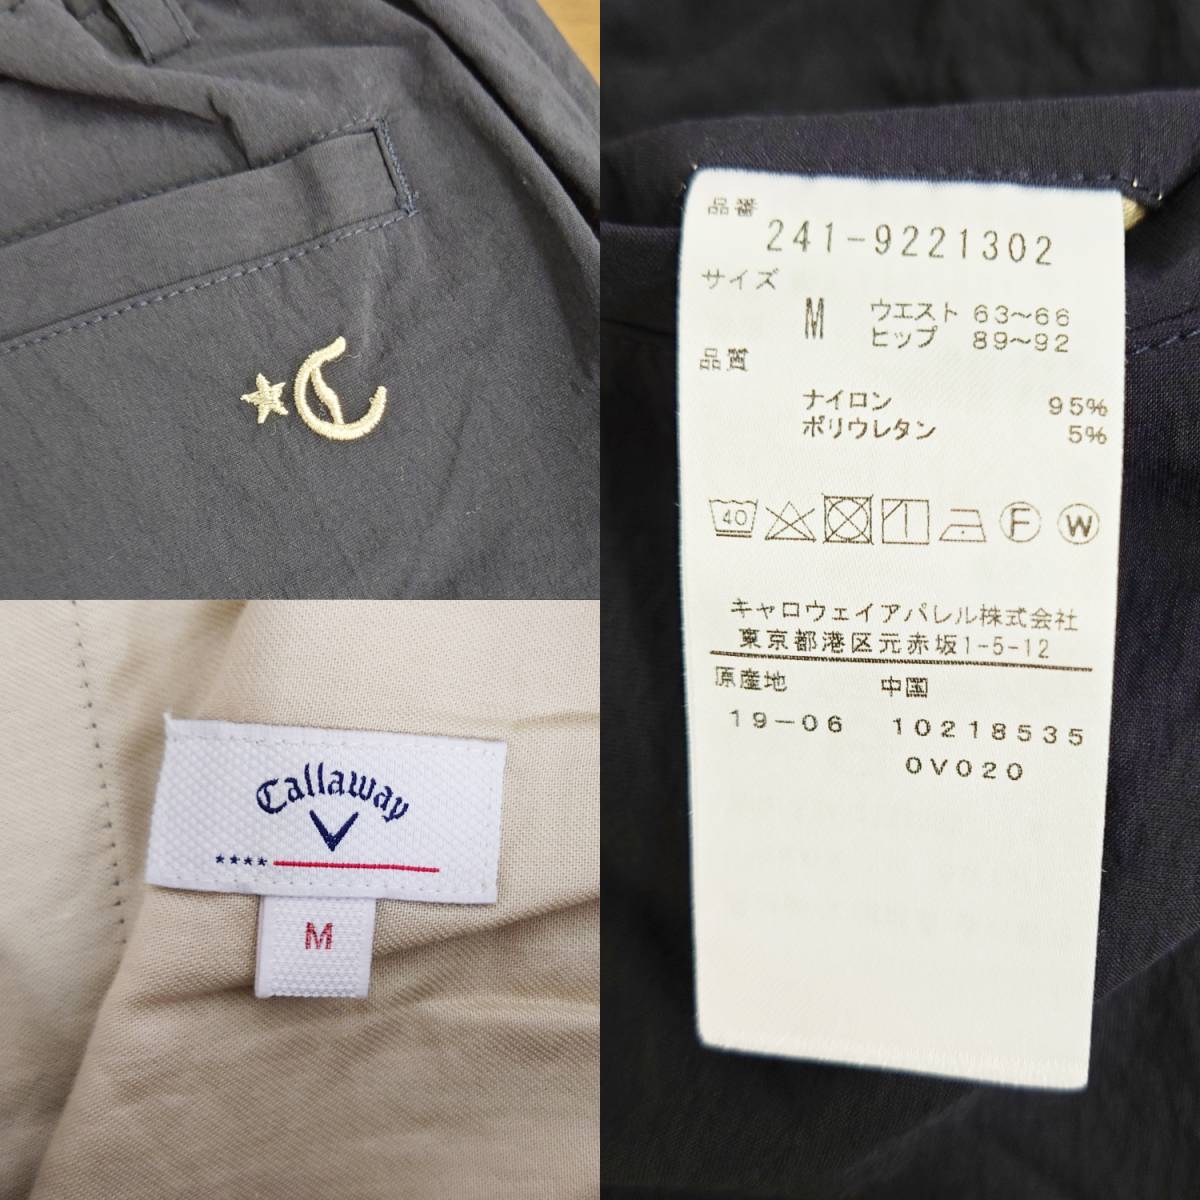 品番
241-9221302
サイズ
M ウエスト 63～66
ヒップ 89～92
品質
ナイロン 95%
ポリウレタン 5%
40 F W
キャロウェイアパレル株式会社
東京都港区元赤坂1-5-12
原産地 中国
19-06 10218535
0V020
C
Callaway
M